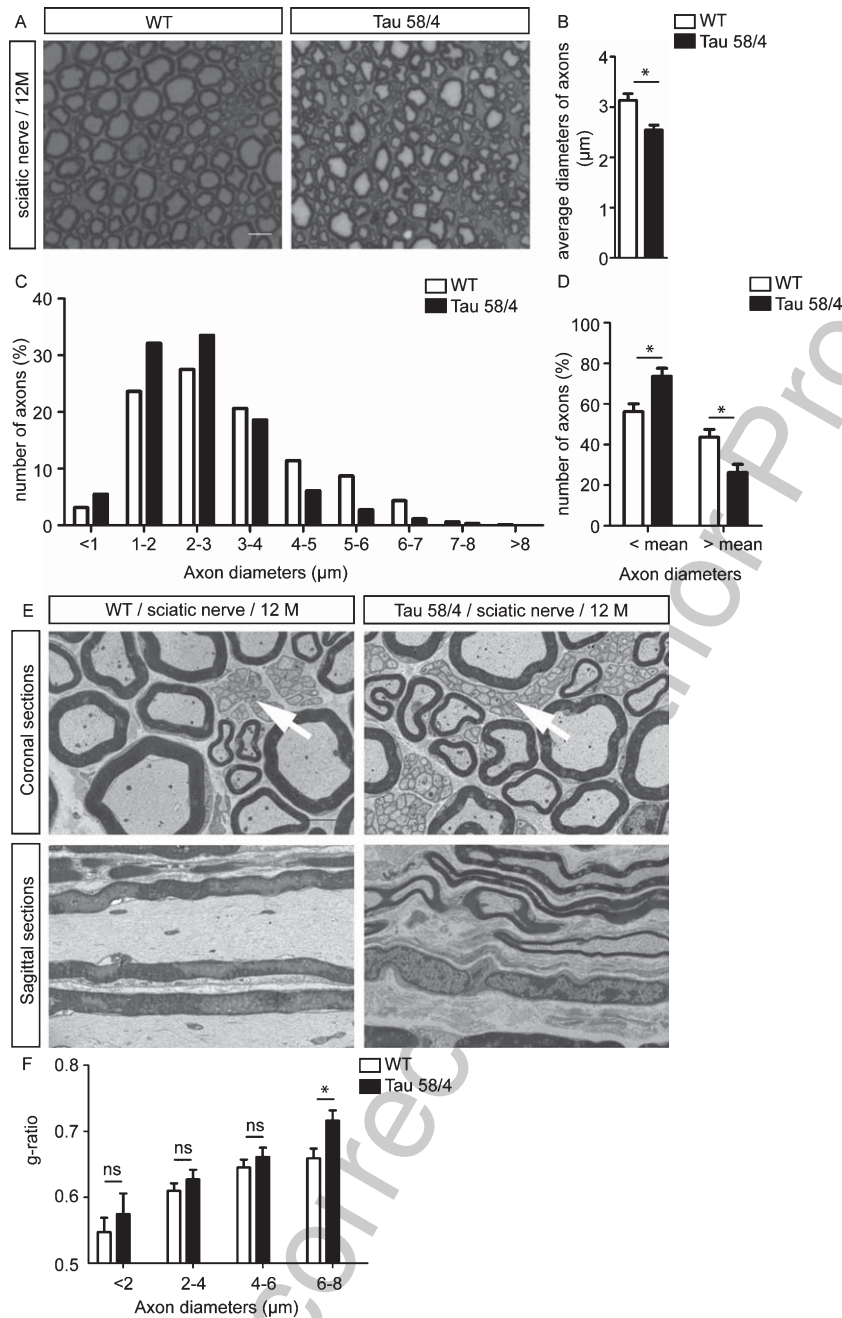 A
WT
Tau 58/4
sciatic nerve / 12M
B
WT
Tau 58/4
average diameters of axons
(µm)
4
3
2
1
0
*
C
WT
Tau 58/4
number of axons (%)
40
30
20
10
0
<1 1-2 2-3 3-4 4-5 5-6 6-7 7-8 >8
Axon diameters (µm)
D
WT
Tau 58/4
number of axons (%)
100
80
60
40
20
0
* *
< mean > mean
Axon diameters
E
WT / sciatic nerve / 12 M
Tau 58/4 / sciatic nerve / 12 M
Coronal sections
Sagittal sections
F
WT
Tau 58/4
g-ratio
0.8
0.7
0.6
0.5
ns ns ns *
<2 2-4 4-6 6-8
Axon diameters (µm)
correc
hor Pro